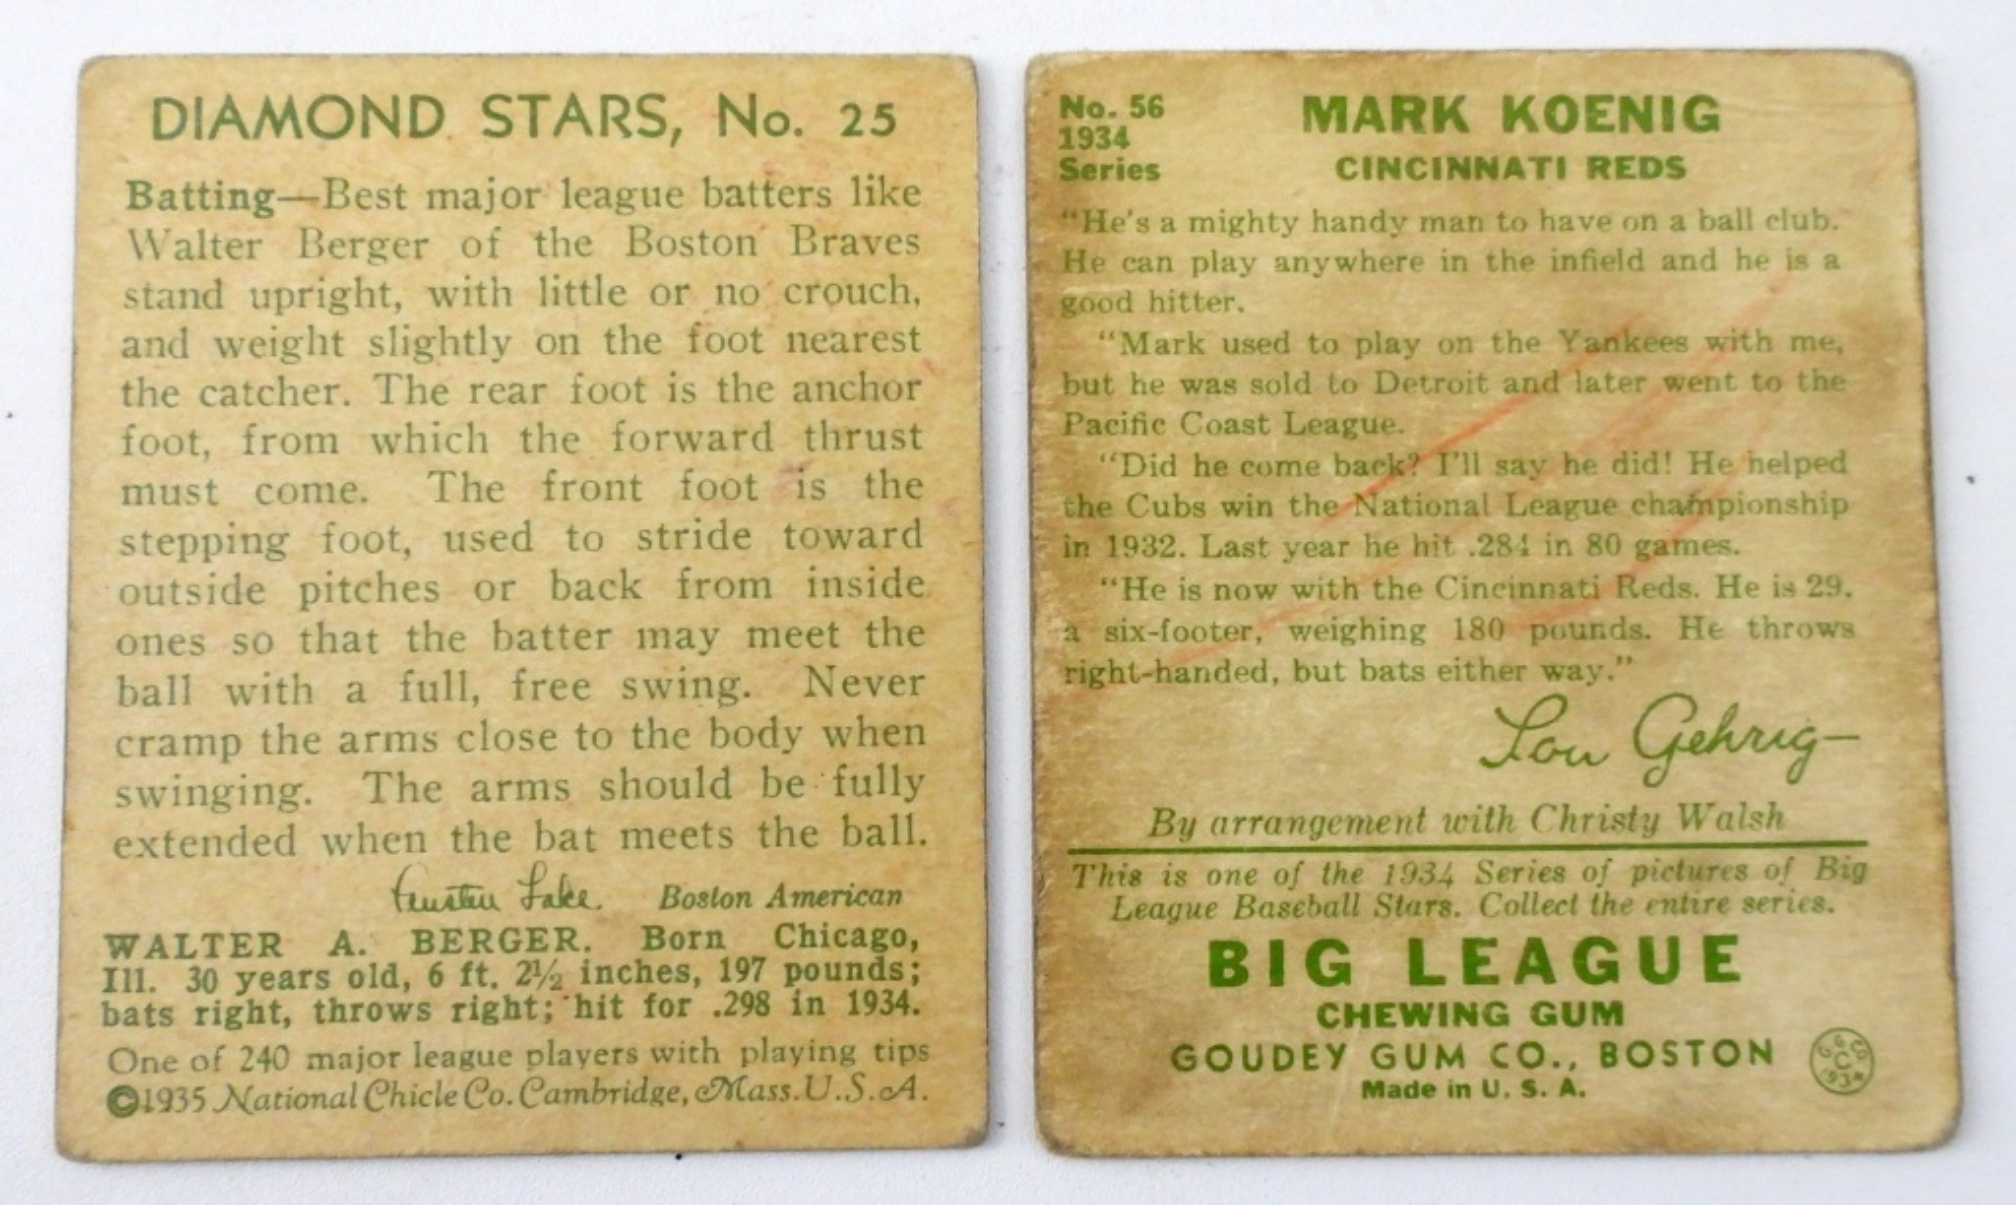 DIAMOND STARS, No. 25
Batting—Best major league batters like
Walter Berger of the Boston Braves
stand upright, with little or no crouch,
and weight slightly on the foot nearest
the catcher. The rear foot is the anchor
foot, from which the forward thrust
must come. The front foot is the
stepping foot, used to stride toward
outside pitches or back from inside
ones so that the batter may meet the
ball with a full, free swing. Never
cramp the arms close to the body when
swinging. The arms should be fully
extended when the bat meets the ball.
Austen Lake. Boston American
WALTER A. BERGER. Born Chicago,
Ill. 30 years old, 6 ft. 2½ inches, 197 pounds;
bats right, throws right; hit for .298 in 1934.
One of 240 major league players with playing tips
©1935 National Chicle Co. Cambridge, Mass. U.S.A.
No. 56
1934
Series
MARK KOENIG
CINCINNATI REDS
"He's a mighty handy man to have on a ball club.
He can play anywhere in the infield and he is a
good hitter.
"Mark used to play on the Yankees with me,
but he was sold to Detroit and later went to the
Pacific Coast League.
"Did he come back? I'll say he did! He helped
the Cubs win the National League championship
in 1932. Last year he hit .284 in 80 games.
"He is now with the Cincinnati Reds. He is 29,
a six-footer, weighing 180 pounds. He throws
right-handed, but bats either way."
Lou Gehrig
By arrangement with Christy Walsh
This is one of the 1934 Series of pictures of Big
League Baseball Stars. Collect the entire series.
BIG LEAGUE
CHEWING GUM
GOUDEY GUM CO., BOSTON
Made in U. S. A.
G.G.CO.
C
1934